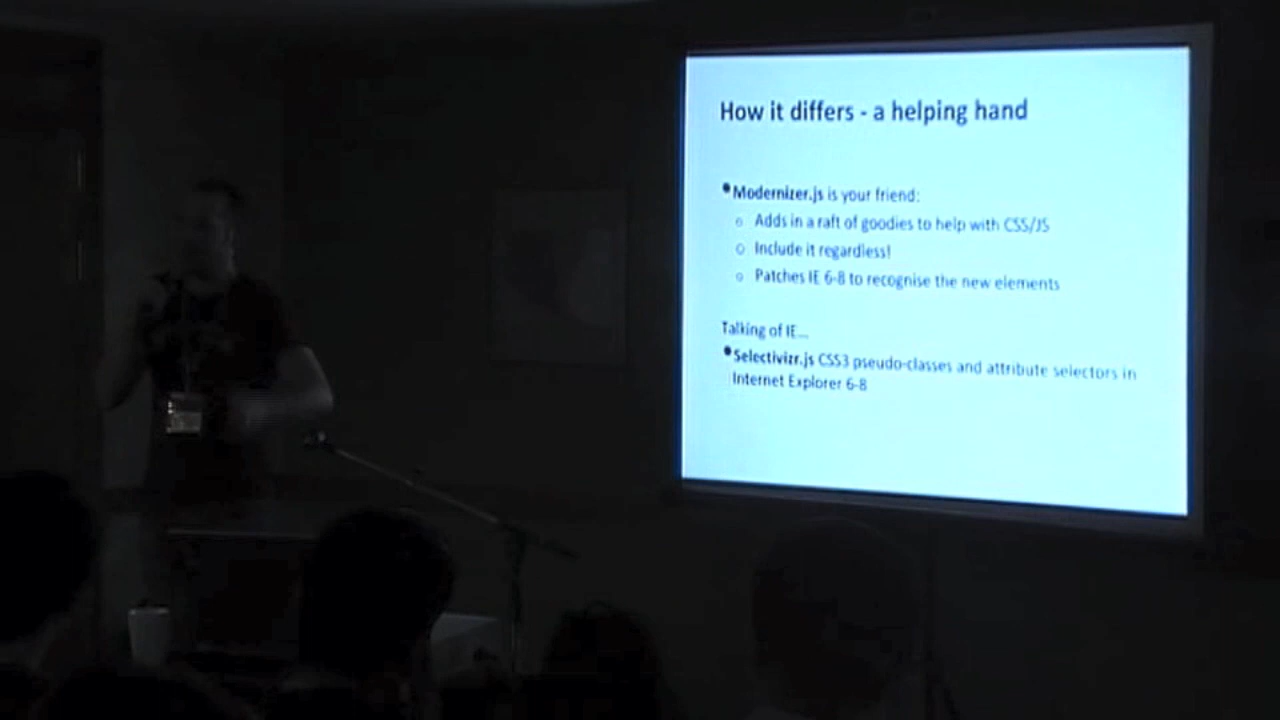 How it differs - a helping hand
•Modernizer.js is your friend:
o Adds in a raft of goodies to help with CSS/JS
o Include it regardless!
o Patches IE 6-8 to recognise the new elements
Talking of IE...
•Selectivizr.js CSS3 pseudo-classes and attribute selectors in
Internet Explorer 6-8